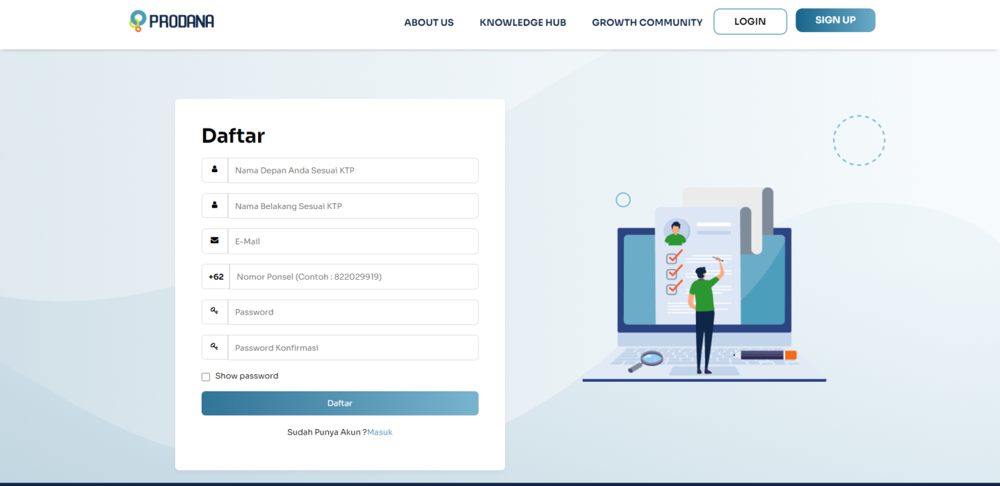 PRODANA
ABOUT US
KNOWLEDGE HUB
GROWTH COMMUNITY
LOGIN
SIGN UP
Daftar
Nama Depan Anda Sesuai KTP
Nama Belakang Sesuai KTP
E-Mail
+62 Nomor Ponsel (Contoh : 822029919)
Password
Password Konfirmasi
Show password
Daftar
Sudah Punya Akun ?Masuk